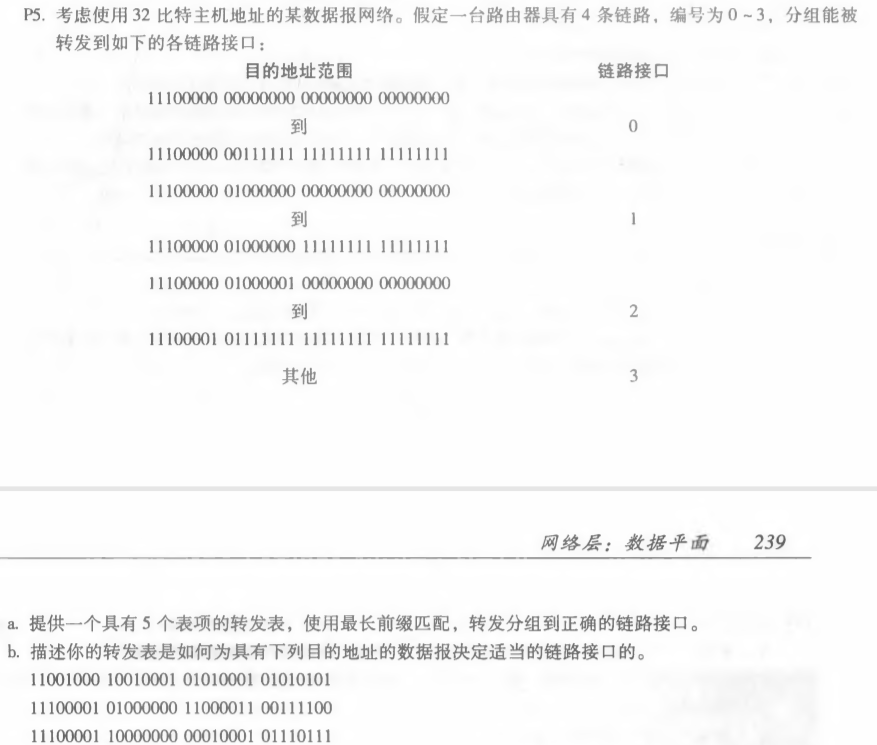 P5. 考虑使用 32 比特主机地址的某数据报网络。假定一台路由器具有 4 条链路，编号为 0 ~ 3，分组能被
转发到如下的各链路接口：
目的地址范围 链路接口
11100000 00000000 00000000 00000000
到 0
11100000 00111111 11111111 11111111
11100000 01000000 00000000 00000000
到 1
11100000 01000000 11111111 11111111
11100000 01000001 00000000 00000000
到 2
11100001 01111111 11111111 11111111
其他 3
网络层：数据平面 239
a. 提供一个具有 5 个表项的转发表，使用最长前缀匹配，转发分组到正确的链路接口。
b. 描述你的转发表是如何为具有下列目的地址的数据报决定适当的链路接口的。
11001000 10010001 01010001 01010101
11100001 01000000 11000011 00111100
11100001 10000000 00010001 01110111